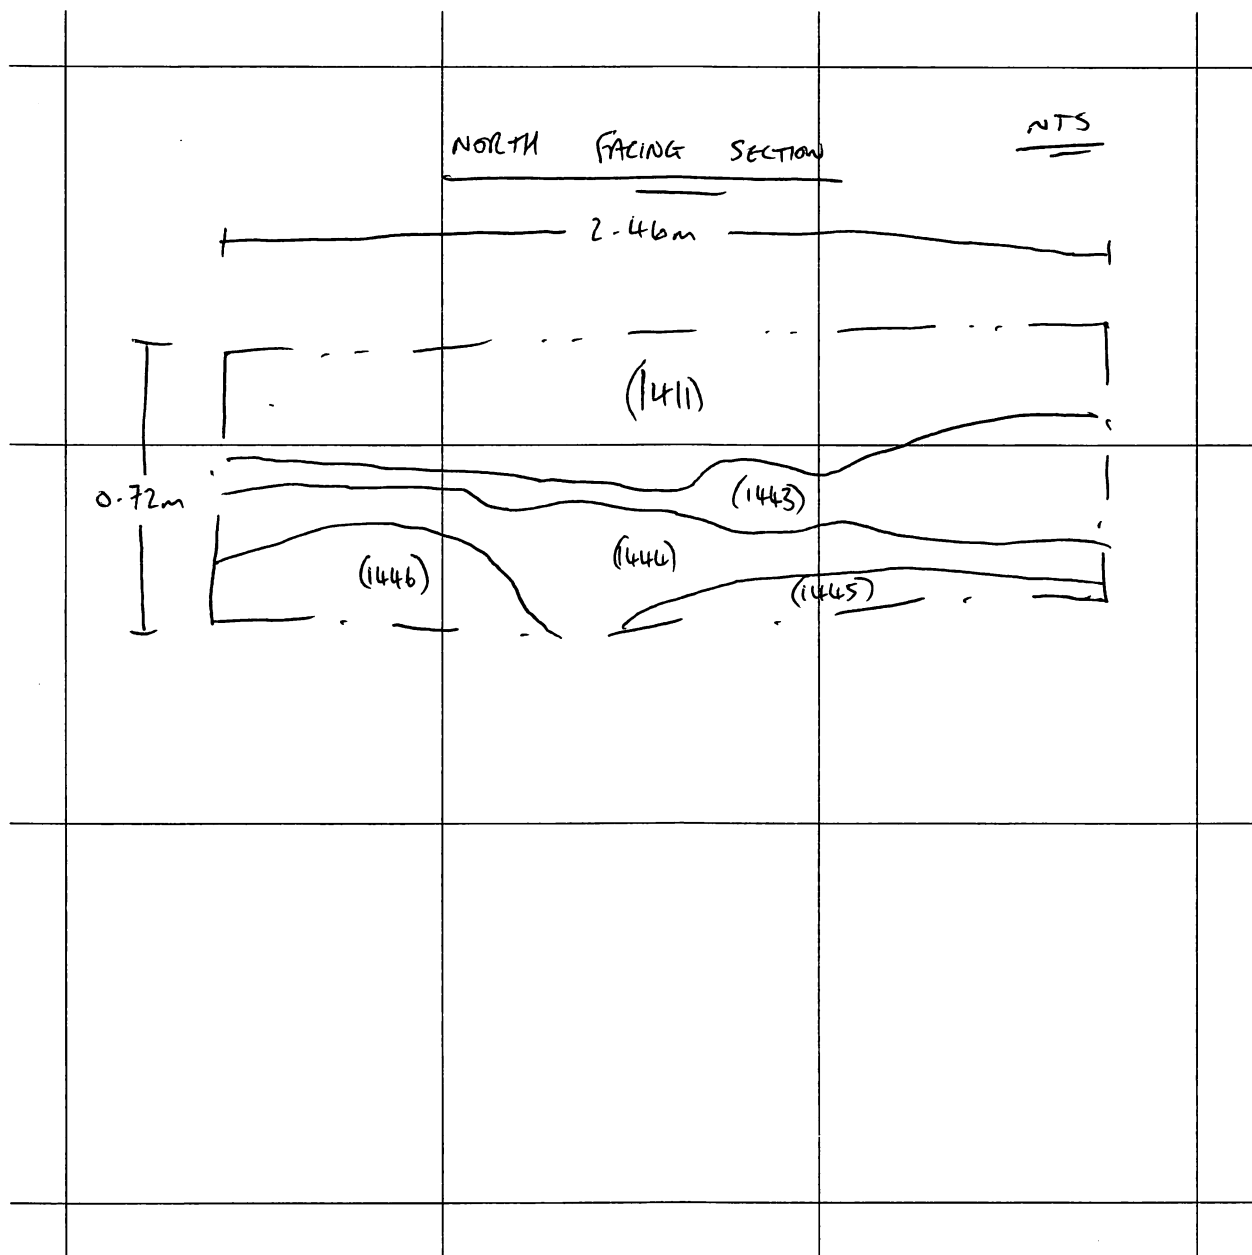 NTS
NORTH FACING SECTION
2.46m
(1411)
0.72m
(1443)
(1444)
(1446)
(1445)